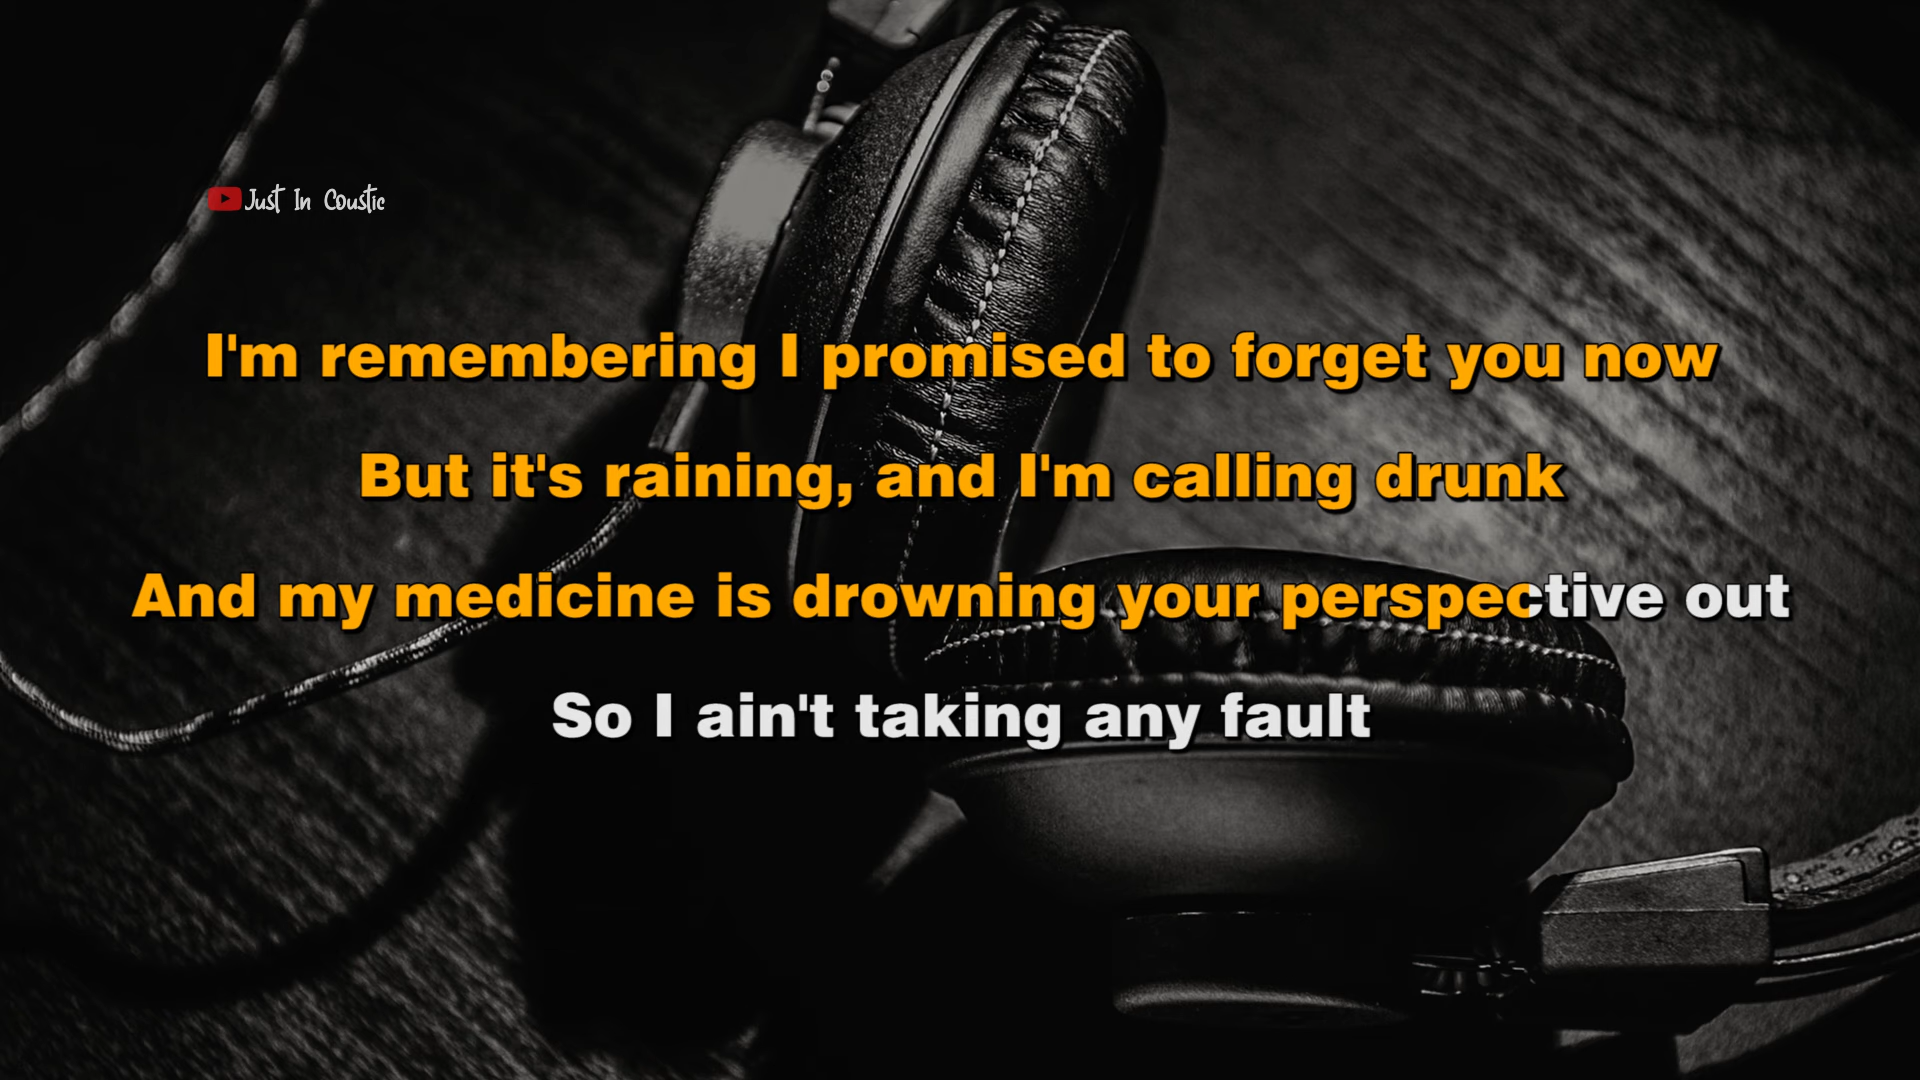 Just In Coustic
I'm remembering I promised to forget you now
But it's raining, and I'm calling drunk
And my medicine is drowning your perspective out
So I ain't taking any fault